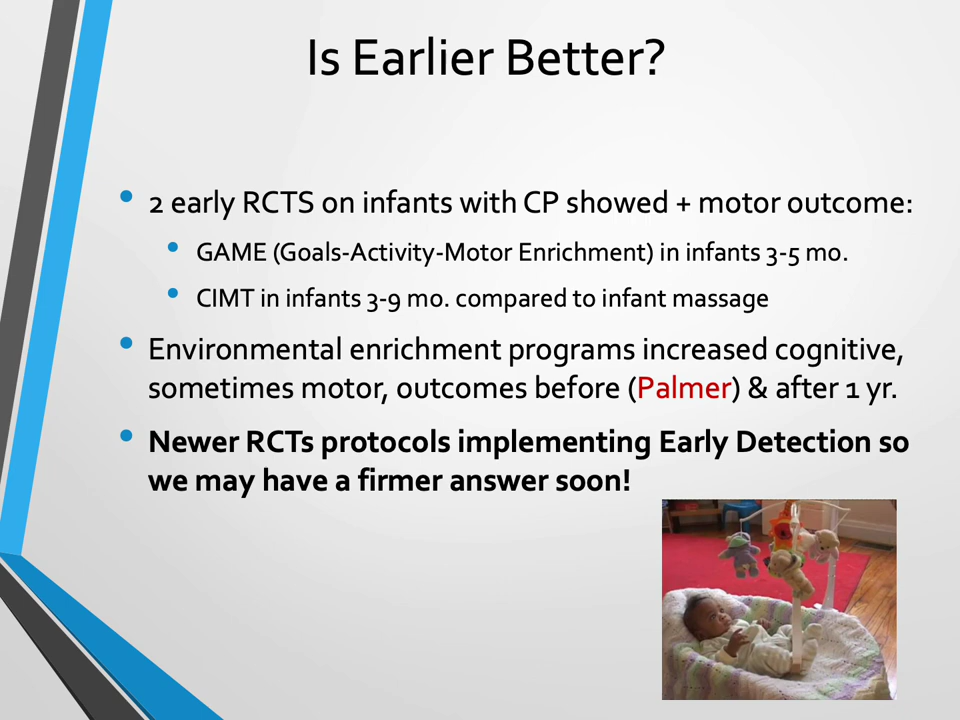 Is Earlier Better?
• 2 early RCTS on infants with CP showed + motor outcome:
• GAME (Goals-Activity-Motor Enrichment) in infants 3-5 mo.
• CIMT in infants 3-9 mo. compared to infant massage
• Environmental enrichment programs increased cognitive,
sometimes motor, outcomes before (Palmer) & after 1 yr.
• Newer RCTs protocols implementing Early Detection so
we may have a firmer answer soon!